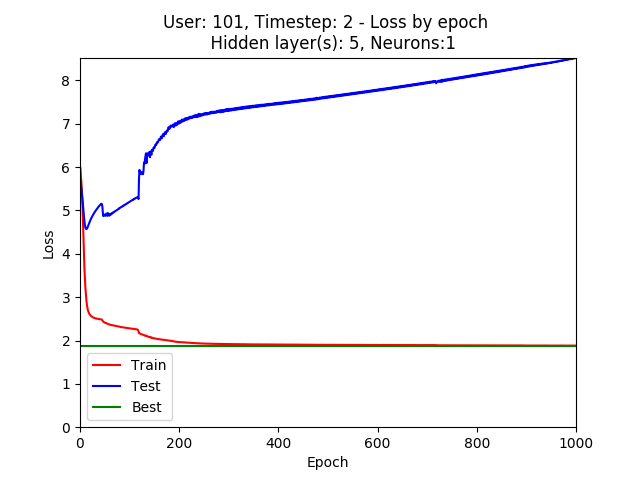 User: 101, Timestep: 2 - Loss by epoch
Hidden layer(s): 5, Neurons:1
8
7
6
5
4
3
2
1
0
Loss
Train
Test
Best
0 200 400 600 800 1000
Epoch